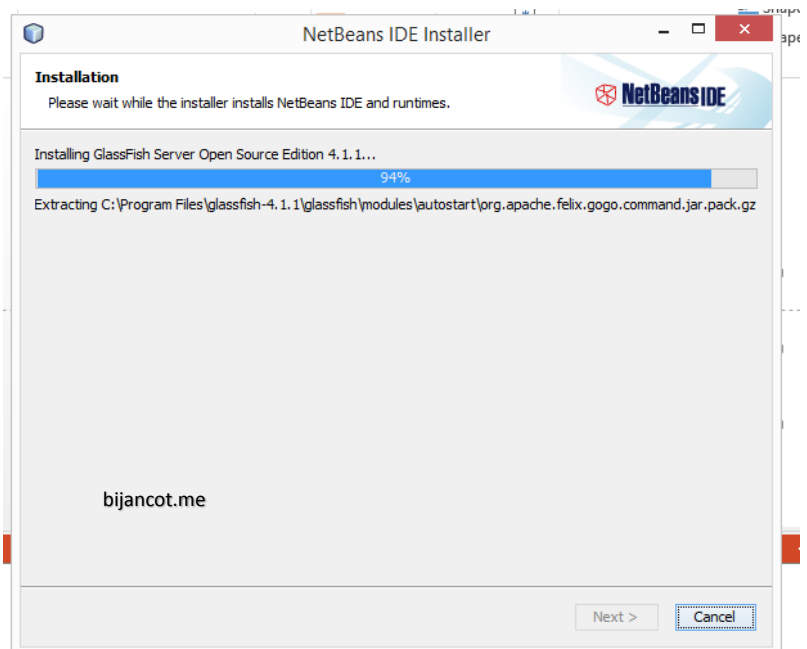 NetBeans IDE Installer
Installation
Please wait while the installer installs NetBeans IDE and runtimes.
NetBeans IDE
Installing GlassFish Server Open Source Edition 4.1.1...
94%
Extracting C:\Program Files\glassfish-4.1.1\glassfish\modules\autostart\org.apache.felix.gogo.command.jar.pack.gz
bijancot.me
Next >
Cancel